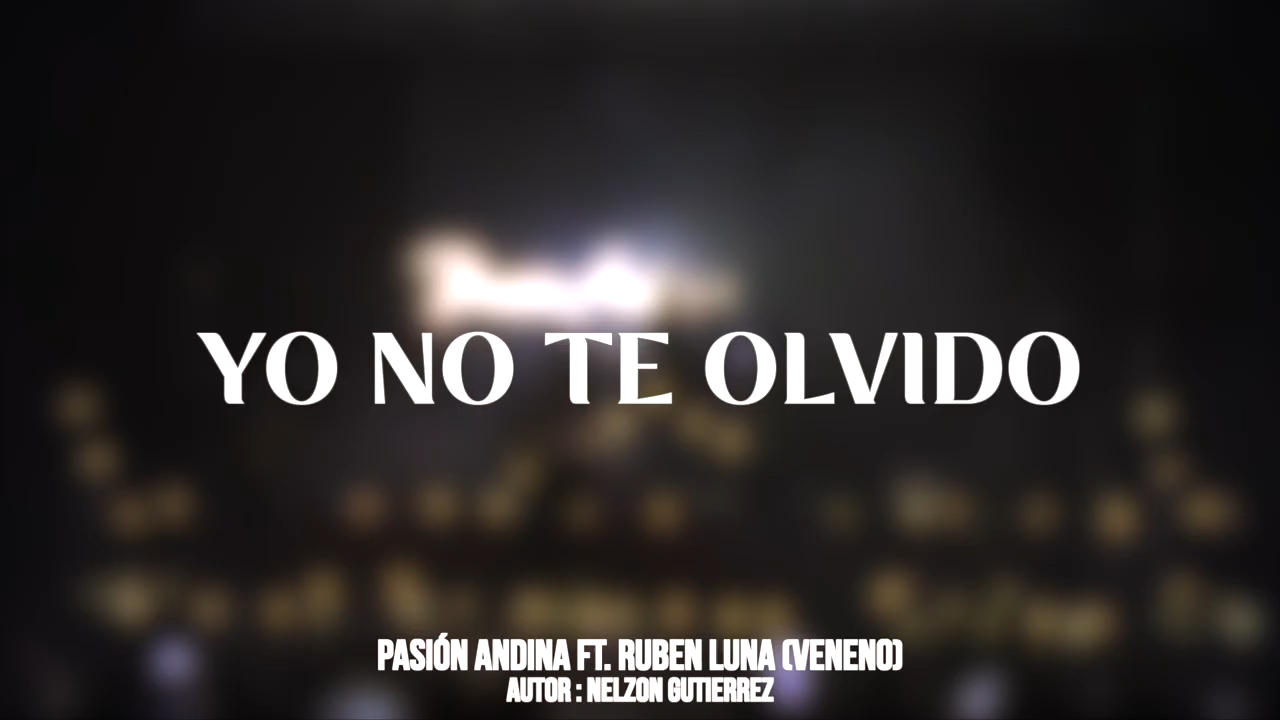 YO NO TE OLVIDO
PASIÓN ANDINA FT. RUBEN LUNA (VENENO)
AUTOR : NELZON GUTIERREZ